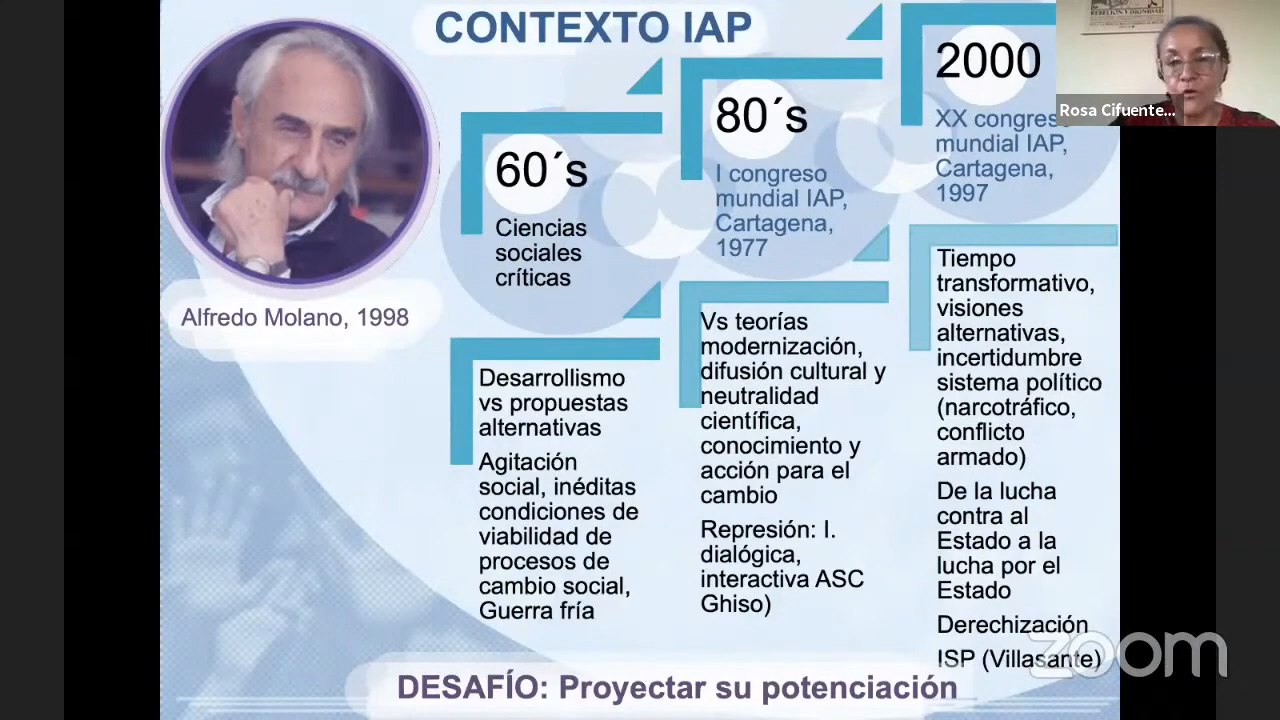 CONTEXTO IAP
Alfredo Molano, 1998
60´s
Ciencias
sociales
críticas
Desarrollismo
vs propuestas
alternativas
Agitación
social, inéditas
condiciones de
viabilidad de
procesos de
cambio social,
Guerra fría
80´s
I congreso
mundial IAP,
Cartagena,
1977
Vs teorías
modernización,
difusión cultural y
neutralidad
científica,
conocimiento y
acción para el
cambio
Represión: I.
dialógica,
interactiva ASC
Ghiso)
2000
XX congreso
mundial IAP,
Cartagena,
1997
Tiempo
transformativo,
visiones
alternativas,
incertidumbre
sistema político
(narcotráfico,
conflicto
armado)
De la lucha
contra al
Estado a la
lucha por el
Estado
Derechización
ISP (Villasante)
DESAFÍO: Proyectar su potenciación
REBELIÓN Y DIGNIDAD
Rosa Cifuente...
zoom